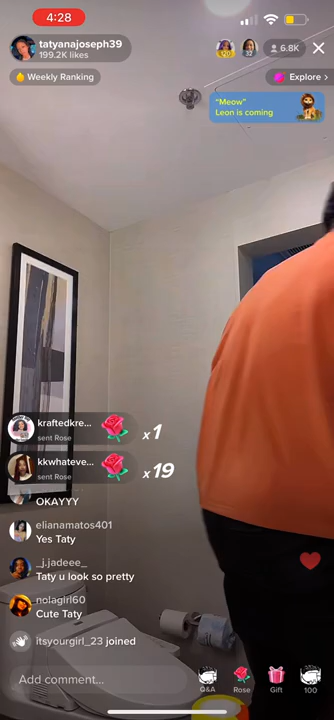 4:28
tatyanajoseph39
199.2K likes
6.8K
Weekly Ranking
Explore >
"Meow"
Leon is coming
kraftedkre...
sent Rose
x1
kkwhateve...
sent Rose
x19
OKAYYY
elianamatos401
Yes Taty
_j.jadeee_
Taty u look so pretty
nolagirl60
Cute Taty
itsyourgirl_23 joined
Add comment...
Q&A
Rose
Gift
100